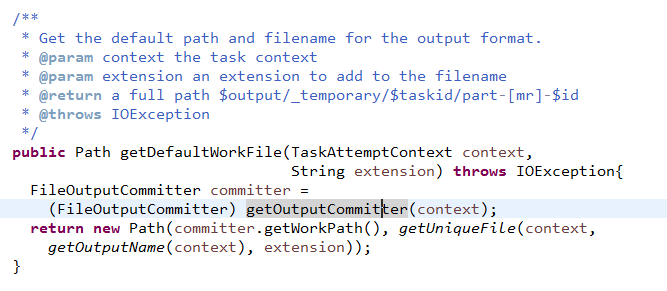 /**
 * Get the default path and filename for the output format.
 * @param context the task context
 * @param extension an extension to add to the filename
 * @return a full path $output/_temporary/$taskid/part-[mr]-$id
 * @throws IOException
 */
public Path getDefaultWorkFile(TaskAttemptContext context,
                               String extension) throws IOException{
  FileOutputCommitter committer =
    (FileOutputCommitter) getOutputCommitter(context);
  return new Path(committer.getWorkPath(), getUniqueFile(context,
    getOutputName(context), extension));
}